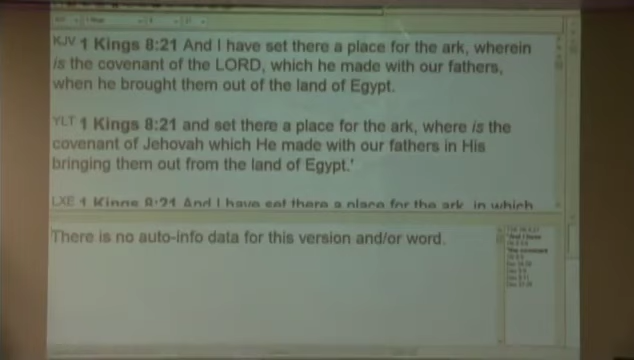 KJV 1 Kings 8:21 And I have set there a place for the ark, wherein
is the covenant of the LORD, which he made with our fathers,
when he brought them out of the land of Egypt.
YLT 1 Kings 8:21 and set there a place for the ark, where is the
covenant of Jehovah which He made with our fathers in His
bringing them out from the land of Egypt.'
LXE 1 Kings 8:21 And I have set there a place for the ark, in which
There is no auto-info data for this version and/or word.